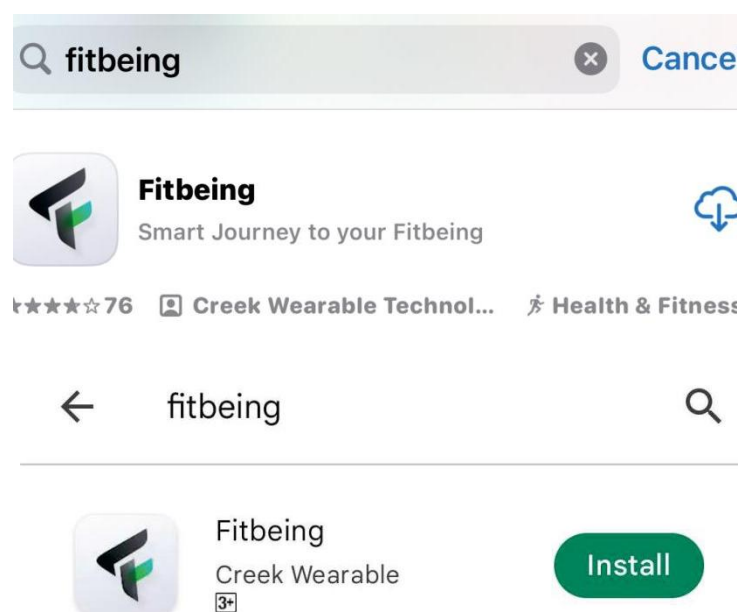 fitbeing
Cance
Fitbeing
Smart Journey to your Fitbeing
76 Creek Wearable Technol... Health & Fitness
fitbeing
Fitbeing
Creek Wearable
Install
3+